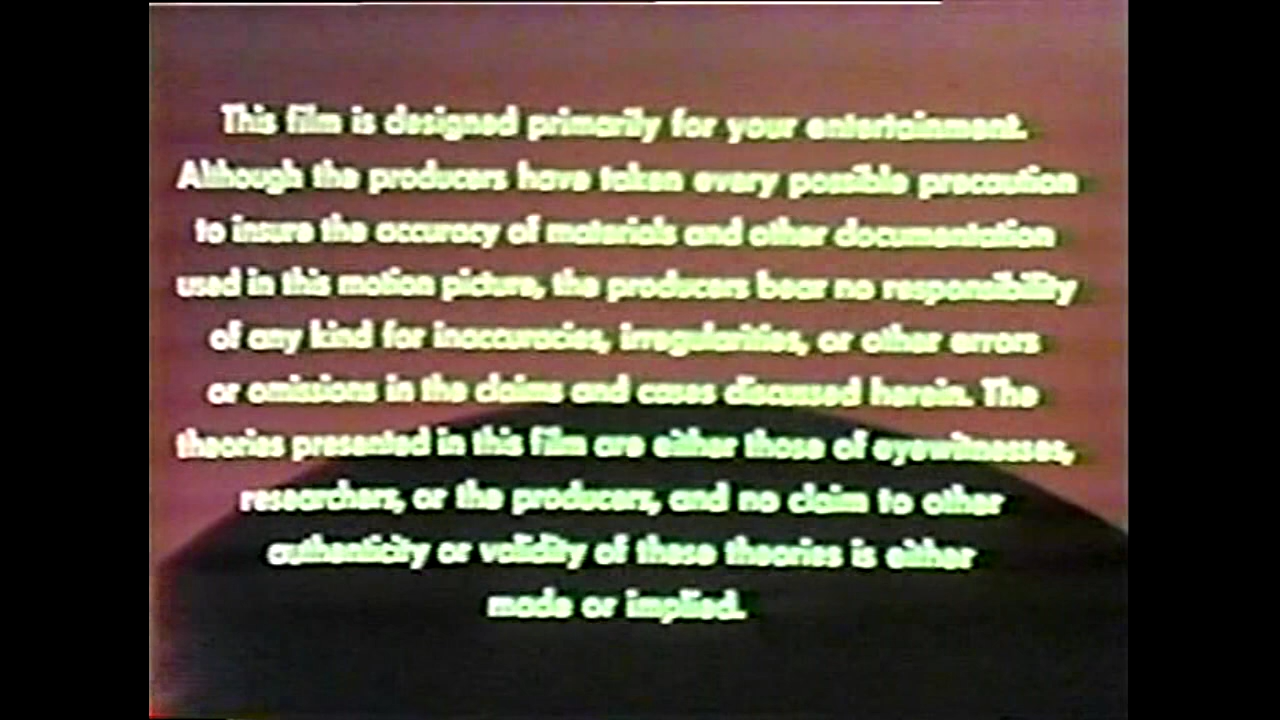 This film is designed primarily for your entertainment.
Although the producers have taken every possible precaution
to insure the accuracy of materials and other documentation
used in this motion picture, the producers bear no responsibility
of any kind for inaccuracies, irregularities, or other errors
or omissions in the claims and cases discussed herein. The
theories presented in this film are either those of eyewitnesses,
researchers, or the producers, and no claim to other
authenticity or validity of these theories is either
made or implied.